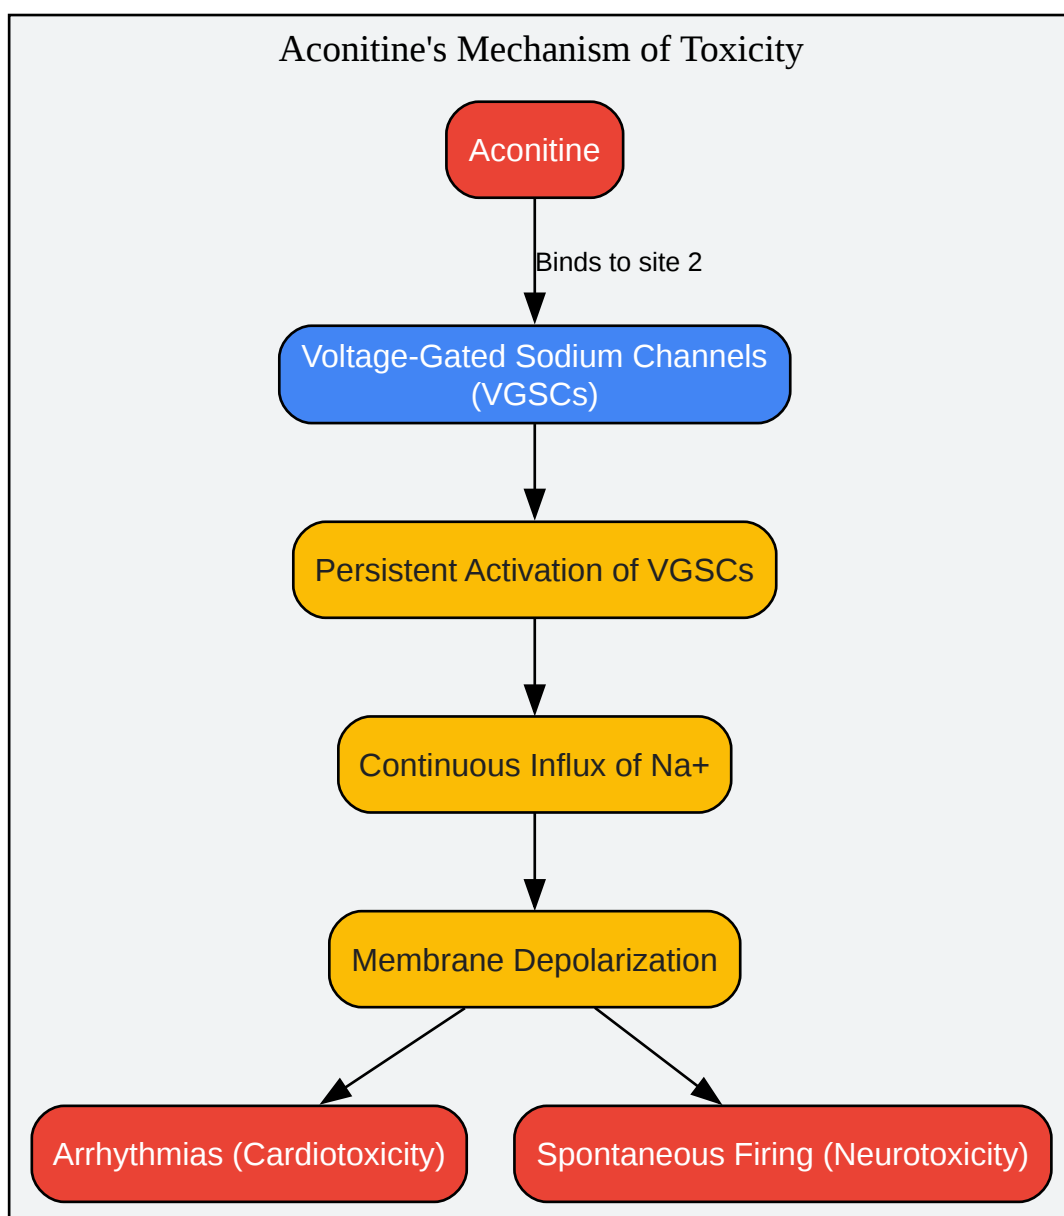 Aconitine's Mechanism of Toxicity
Aconitine
Binds to site 2
Voltage-Gated Sodium Channels
(VGSCs)
Persistent Activation of VGSCs
Continuous Influx of Na+
Membrane Depolarization
Arrhythmias (Cardiotoxicity)
Spontaneous Firing (Neurotoxicity)